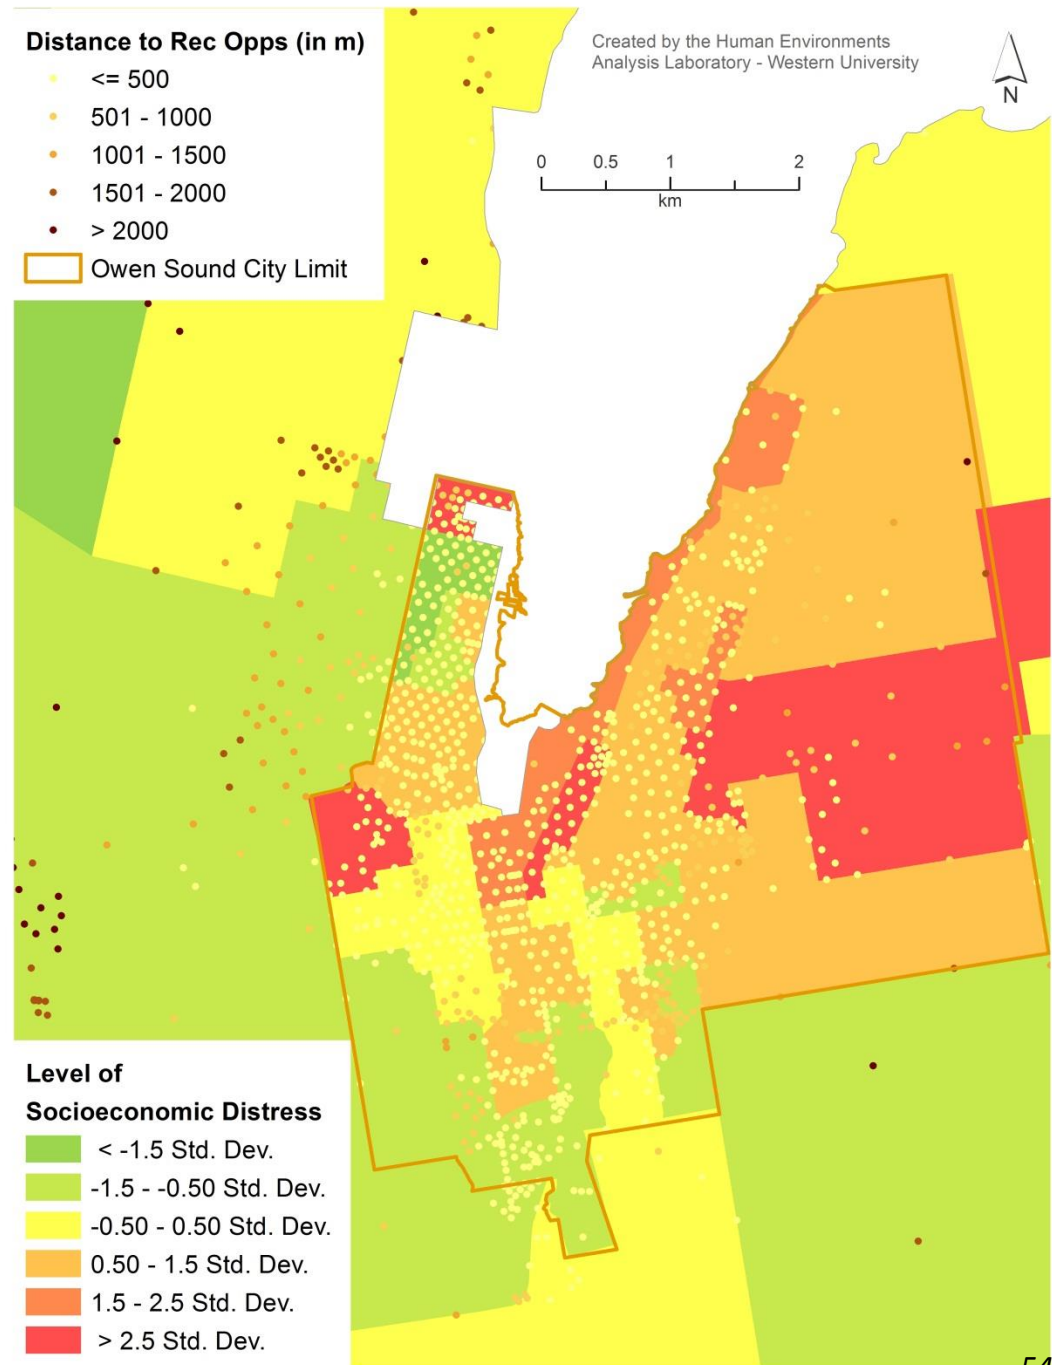 Distance to Rec Opps (in m)
<= 500
501 - 1000
1001 - 1500
1501 - 2000
> 2000
Owen Sound City Limit
Created by the Human Environments
Analysis Laboratory - Western University
N
0 0.5 1 2
km
Level of
Socioeconomic Distress
< -1.5 Std. Dev.
-1.5 - -0.50 Std. Dev.
-0.50 - 0.50 Std. Dev.
0.50 - 1.5 Std. Dev.
1.5 - 2.5 Std. Dev.
> 2.5 Std. Dev.